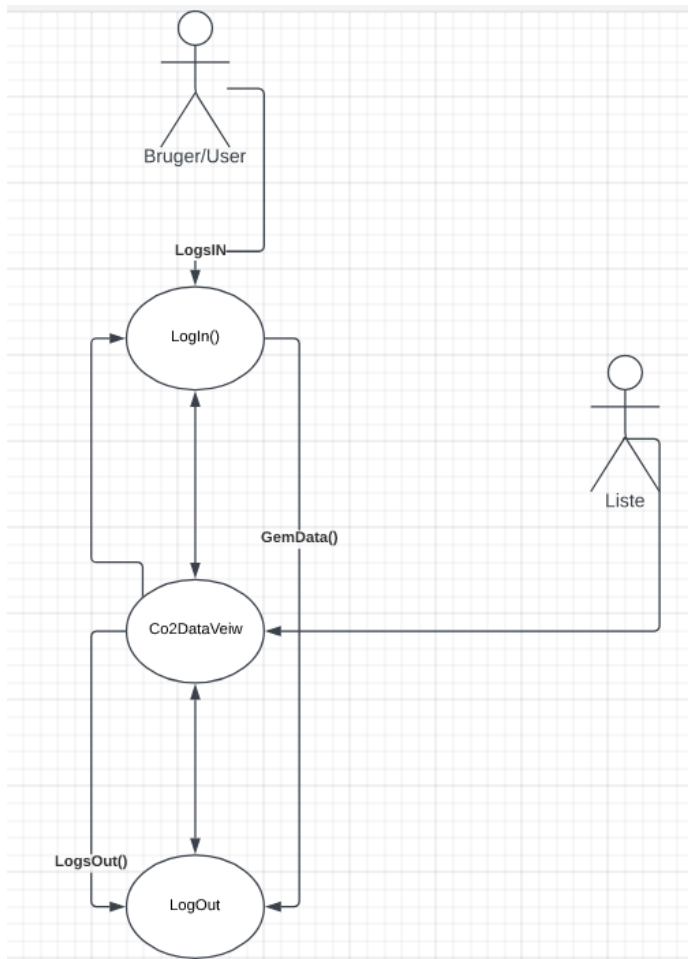 Bruger/User
LogsIN
LogIn()
Liste
GemData()
Co2DataVeiw
LogsOut()
LogOut